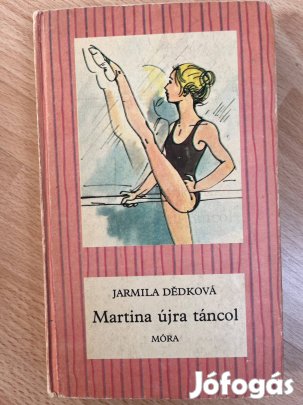 JARMILA DĚDKOVÁ
Martina újra táncol
MÓRA
Jófogás